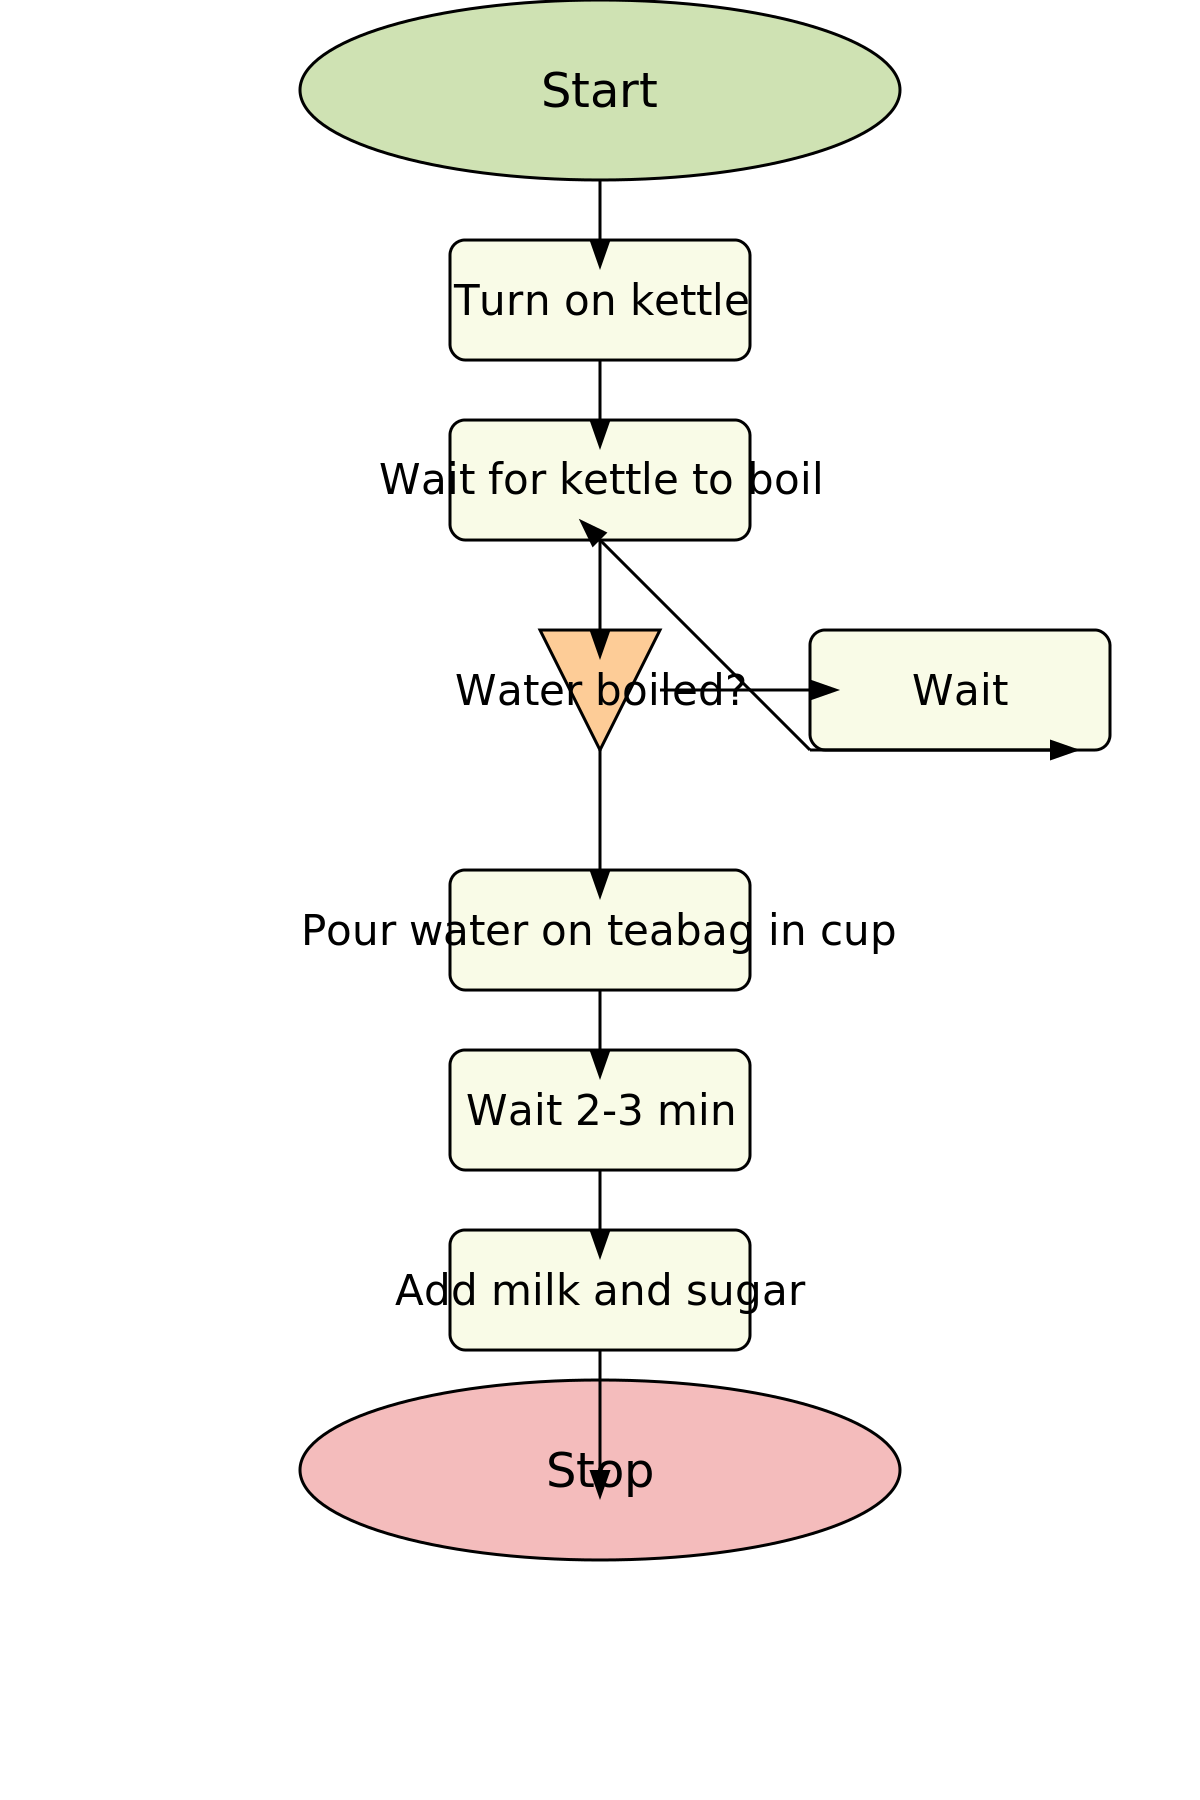 Start
Turn on kettle
Wait for kettle to boil
Water boiled?
Wait
Pour water on teabag in cup
Wait 2-3 min
Add milk and sugar
Stop